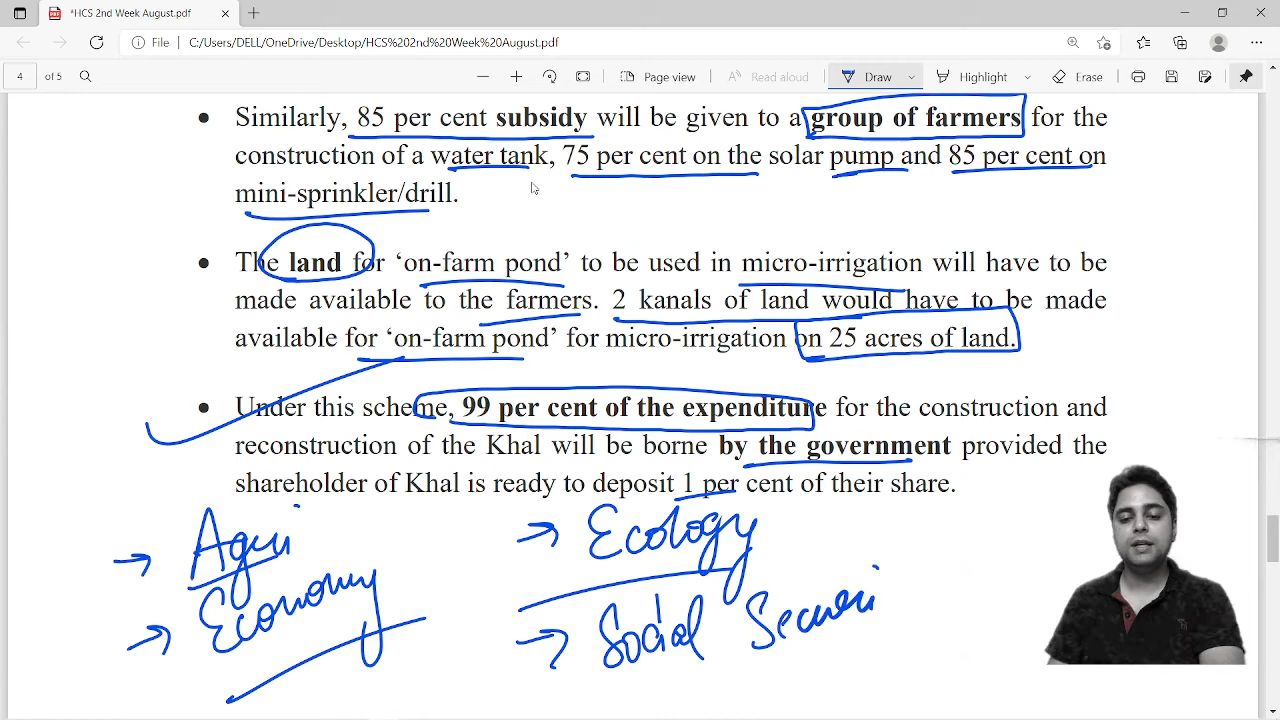 *HCS 2nd Week August.pdf
File C:/Users/DELL/OneDrive/Desktop/HCS%202nd%20Week%20August.pdf
4 of 5 Page view Read aloud Draw Highlight Erase
• Similarly, 85 per cent subsidy will be given to a group of farmers for the
construction of a water tank, 75 per cent on the solar pump and 85 per cent on
mini-sprinkler/drill.
• The land for ‘on-farm pond’ to be used in micro-irrigation will have to be
made available to the farmers. 2 kanals of land would have to be made
available for ‘on-farm pond’ for micro-irrigation on 25 acres of land.
• Under this scheme, 99 per cent of the expenditure for the construction and
reconstruction of the Khal will be borne by the government provided the
shareholder of Khal is ready to deposit 1 per cent of their share.
→ Agri
→ Economy
→ Ecology
→ Social Securi